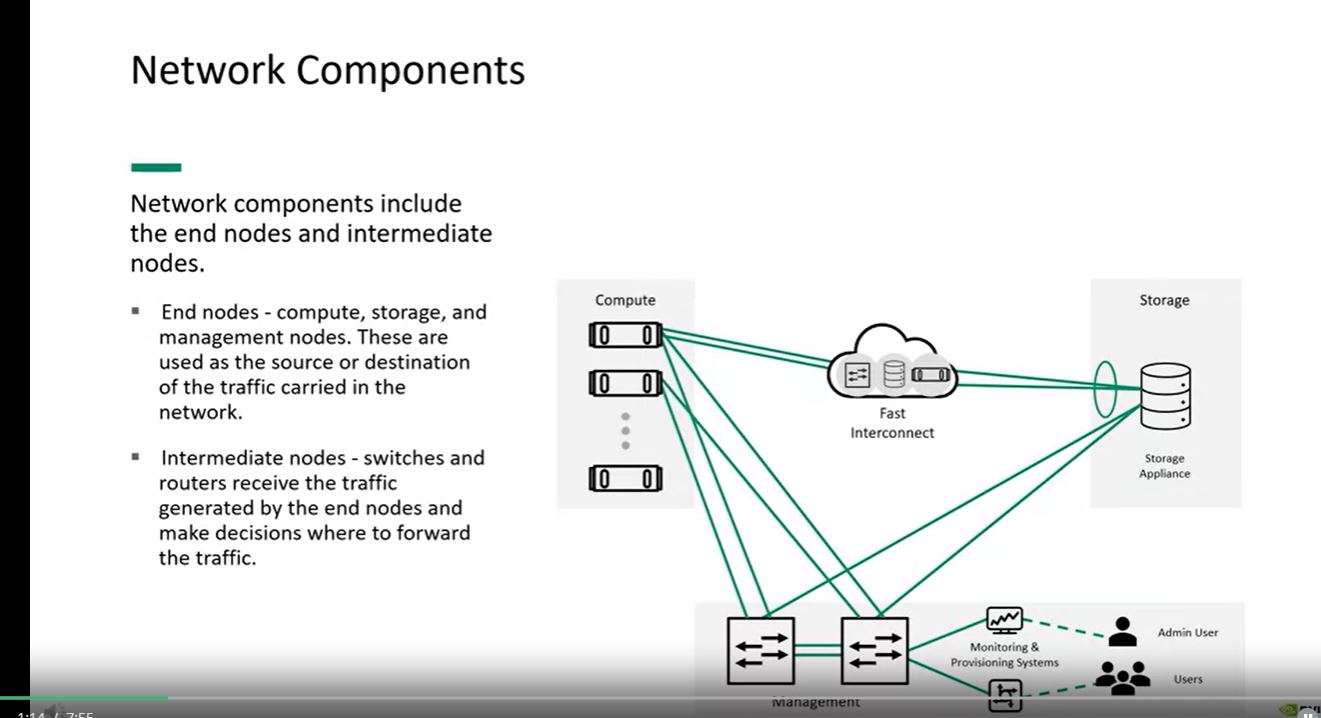 Network Components
Network components include
the end nodes and intermediate
nodes.
▪ End nodes - compute, storage, and
management nodes. These are
used as the source or destination
of the traffic carried in the
network.
▪ Intermediate nodes - switches and
routers receive the traffic
generated by the end nodes and
make decisions where to forward
the traffic.
Compute
Fast
Interconnect
Storage
Storage
Appliance
Monitoring &
Provisioning Systems
Admin User
Users
Management
1:14 / 7:55